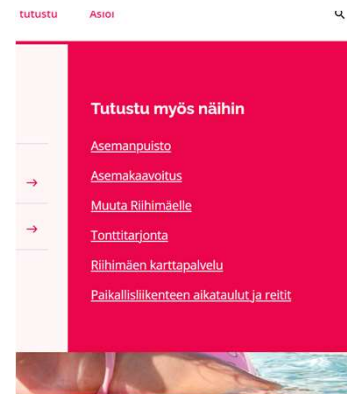 tutustu Asioi
Tutustu myös näihin
Asemanpuisto
Asemakaavoitus
Muuta Riihimäelle
Tonttitarjonta
Riihimäen karttapalvelu
Paikallisliikenteen aikataulut ja reitit